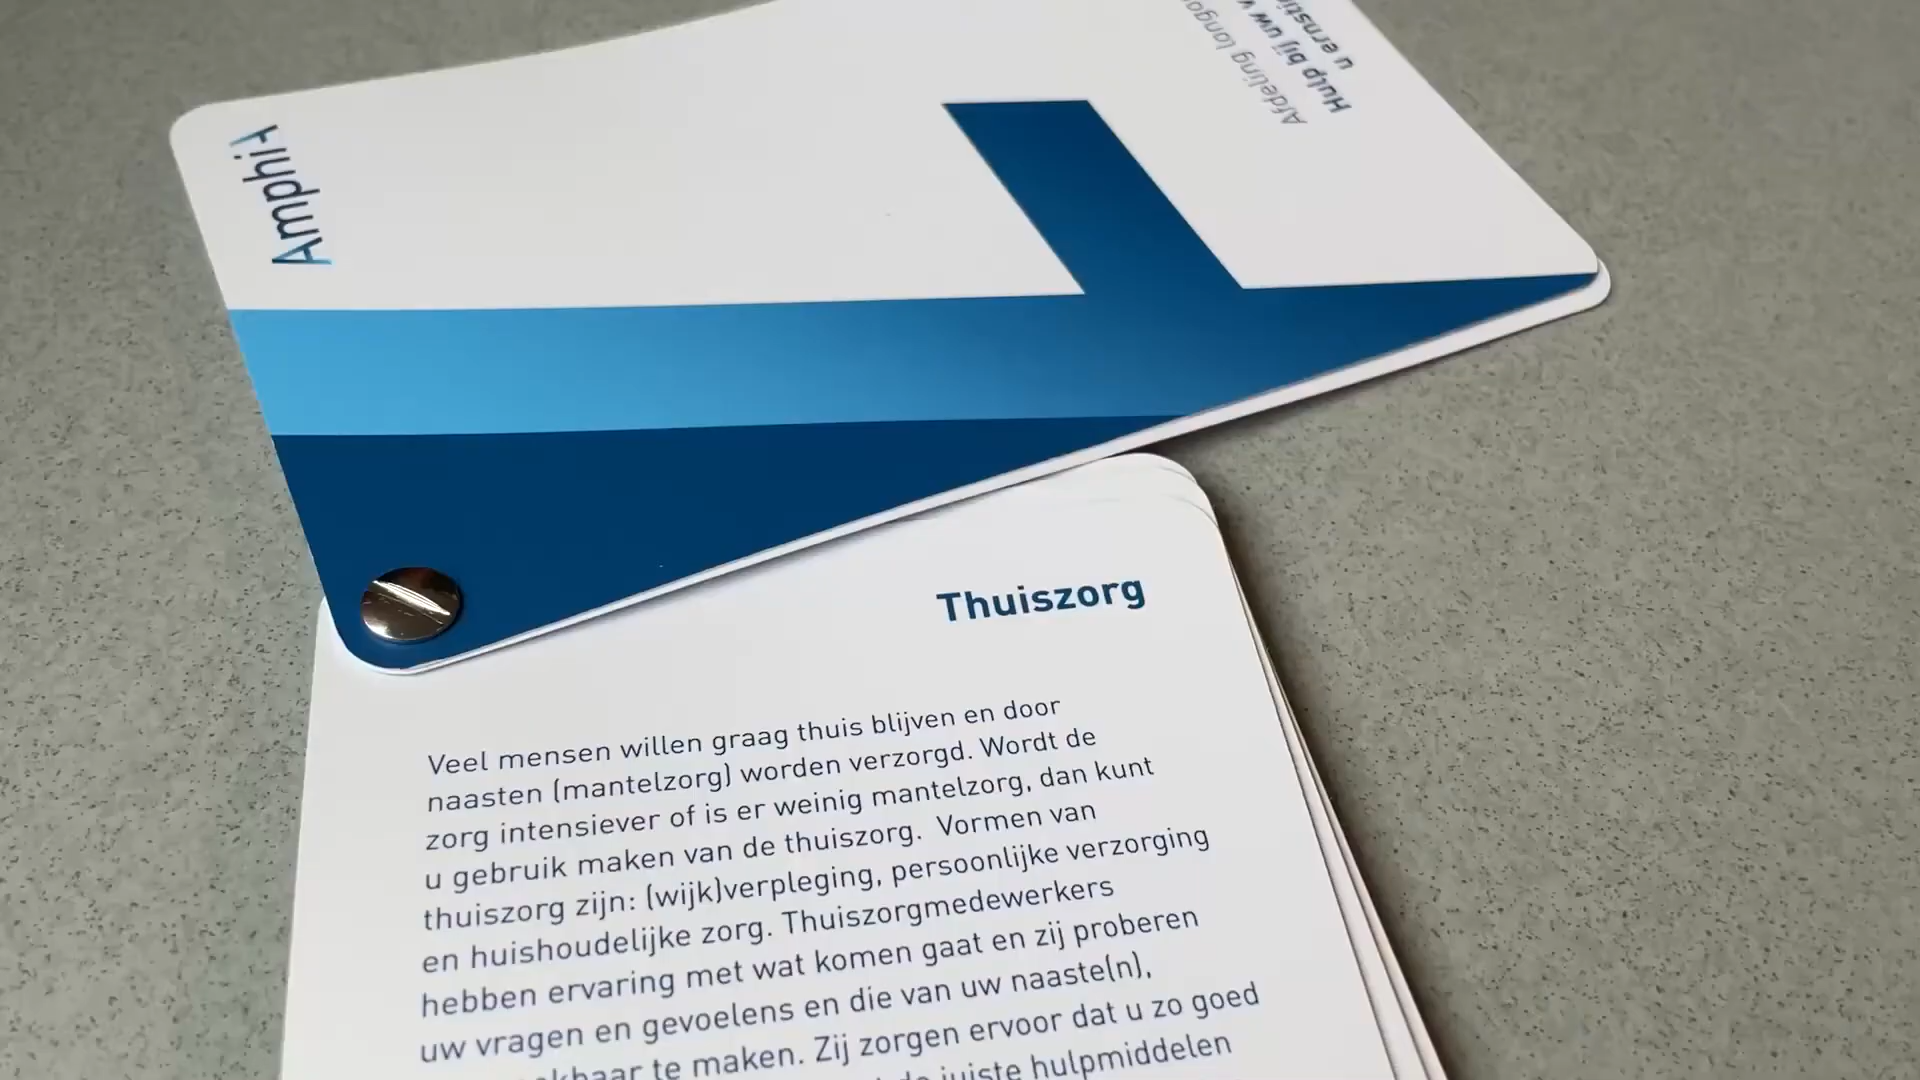 Amphia
Afdeling
Hulp bij uw
u
Thuiszorg
Veel mensen willen graag thuis blijven en door
naasten (mantelzorg) worden verzorgd. Wordt de
zorg intensiever of is er weinig mantelzorg, dan kunt
u gebruik maken van de thuiszorg. Vormen van
thuiszorg zijn: (wijk)verpleging, persoonlijke verzorging
en huishoudelijke zorg. Thuiszorgmedewerkers
hebben ervaring met wat komen gaat en zij proberen
uw vragen en gevoelens en die van uw naaste(n),
te maken. Zij zorgen ervoor dat u zo goed
juiste hulpmiddelen